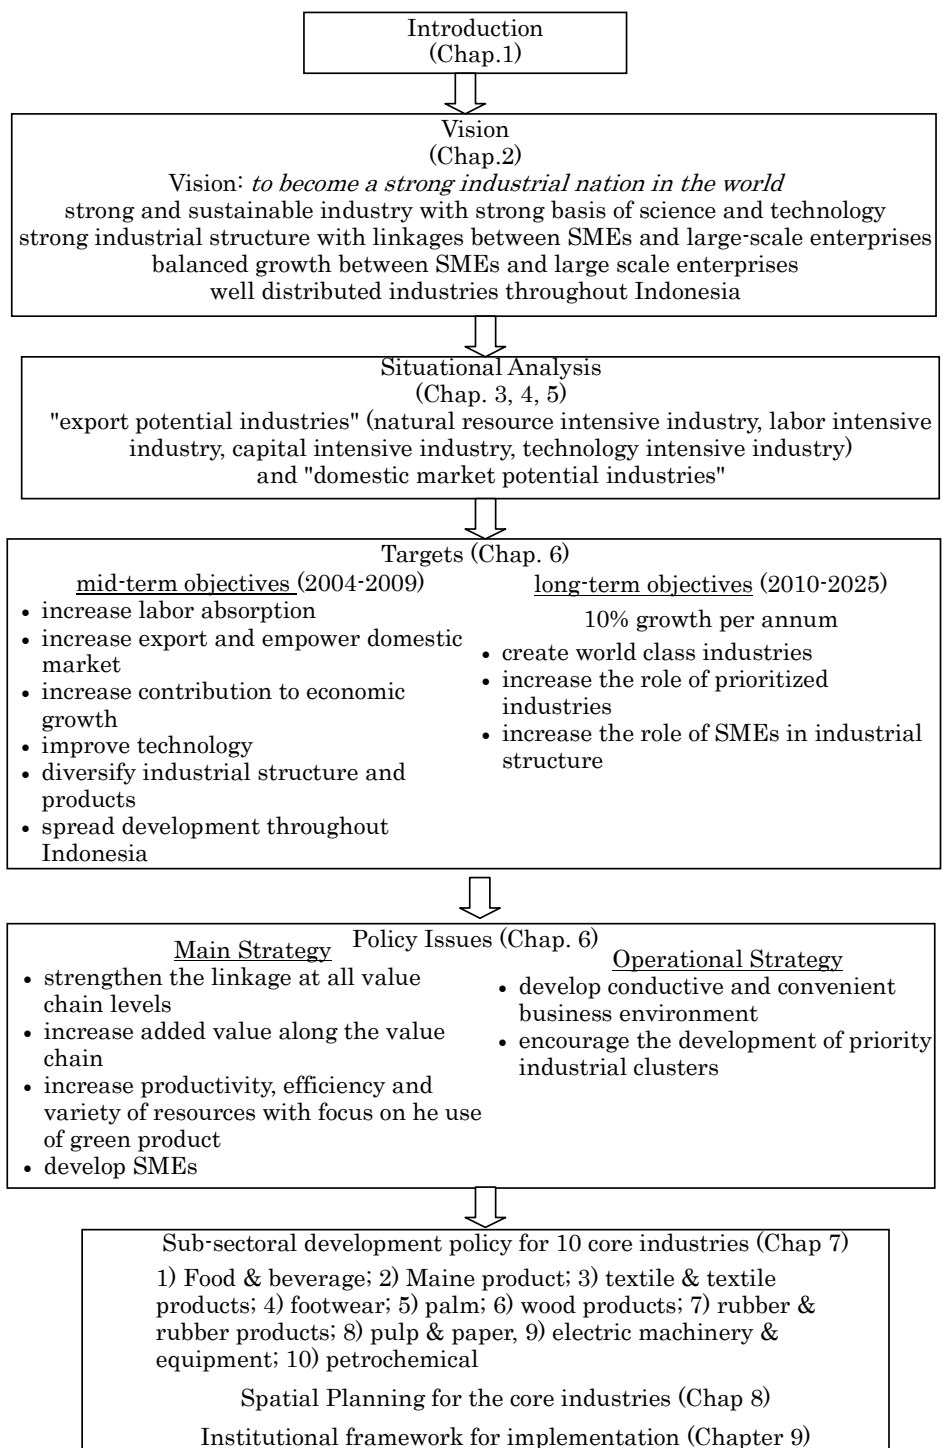 Introduction
(Chap.1)
Vision
(Chap.2)
Vision: to become a strong industrial nation in the world
strong and sustainable industry with strong basis of science and technology
strong industrial structure with linkages between SMEs and large-scale enterprises
balanced growth between SMEs and large scale enterprises
well distributed industries throughout Indonesia
Situational Analysis
(Chap. 3, 4, 5)
"export potential industries" (natural resource intensive industry, labor intensive
industry, capital intensive industry, technology intensive industry)
and "domestic market potential industries"
Targets (Chap. 6)
mid-term objectives (2004-2009)
• increase labor absorption
• increase export and empower domestic
market
• increase contribution to economic
growth
• improve technology
• diversify industrial structure and
products
• spread development throughout
Indonesia
long-term objectives (2010-2025)
10% growth per annum
• create world class industries
• increase the role of prioritized
industries
• increase the role of SMEs in industrial
structure
Policy Issues (Chap. 6)
Main Strategy
• strengthen the linkage at all value
chain levels
• increase added value along the value
chain
• increase productivity, efficiency and
variety of resources with focus on he use
of green product
• develop SMEs
Operational Strategy
• develop conductive and convenient
business environment
• encourage the development of priority
industrial clusters
Sub-sectoral development policy for 10 core industries (Chap 7)
1) Food & beverage; 2) Maine product; 3) textile & textile
products; 4) footwear; 5) palm; 6) wood products; 7) rubber &
rubber products; 8) pulp & paper, 9) electric machinery &
equipment; 10) petrochemical
Spatial Planning for the core industries (Chap 8)
Institutional framework for implementation (Chapter 9)